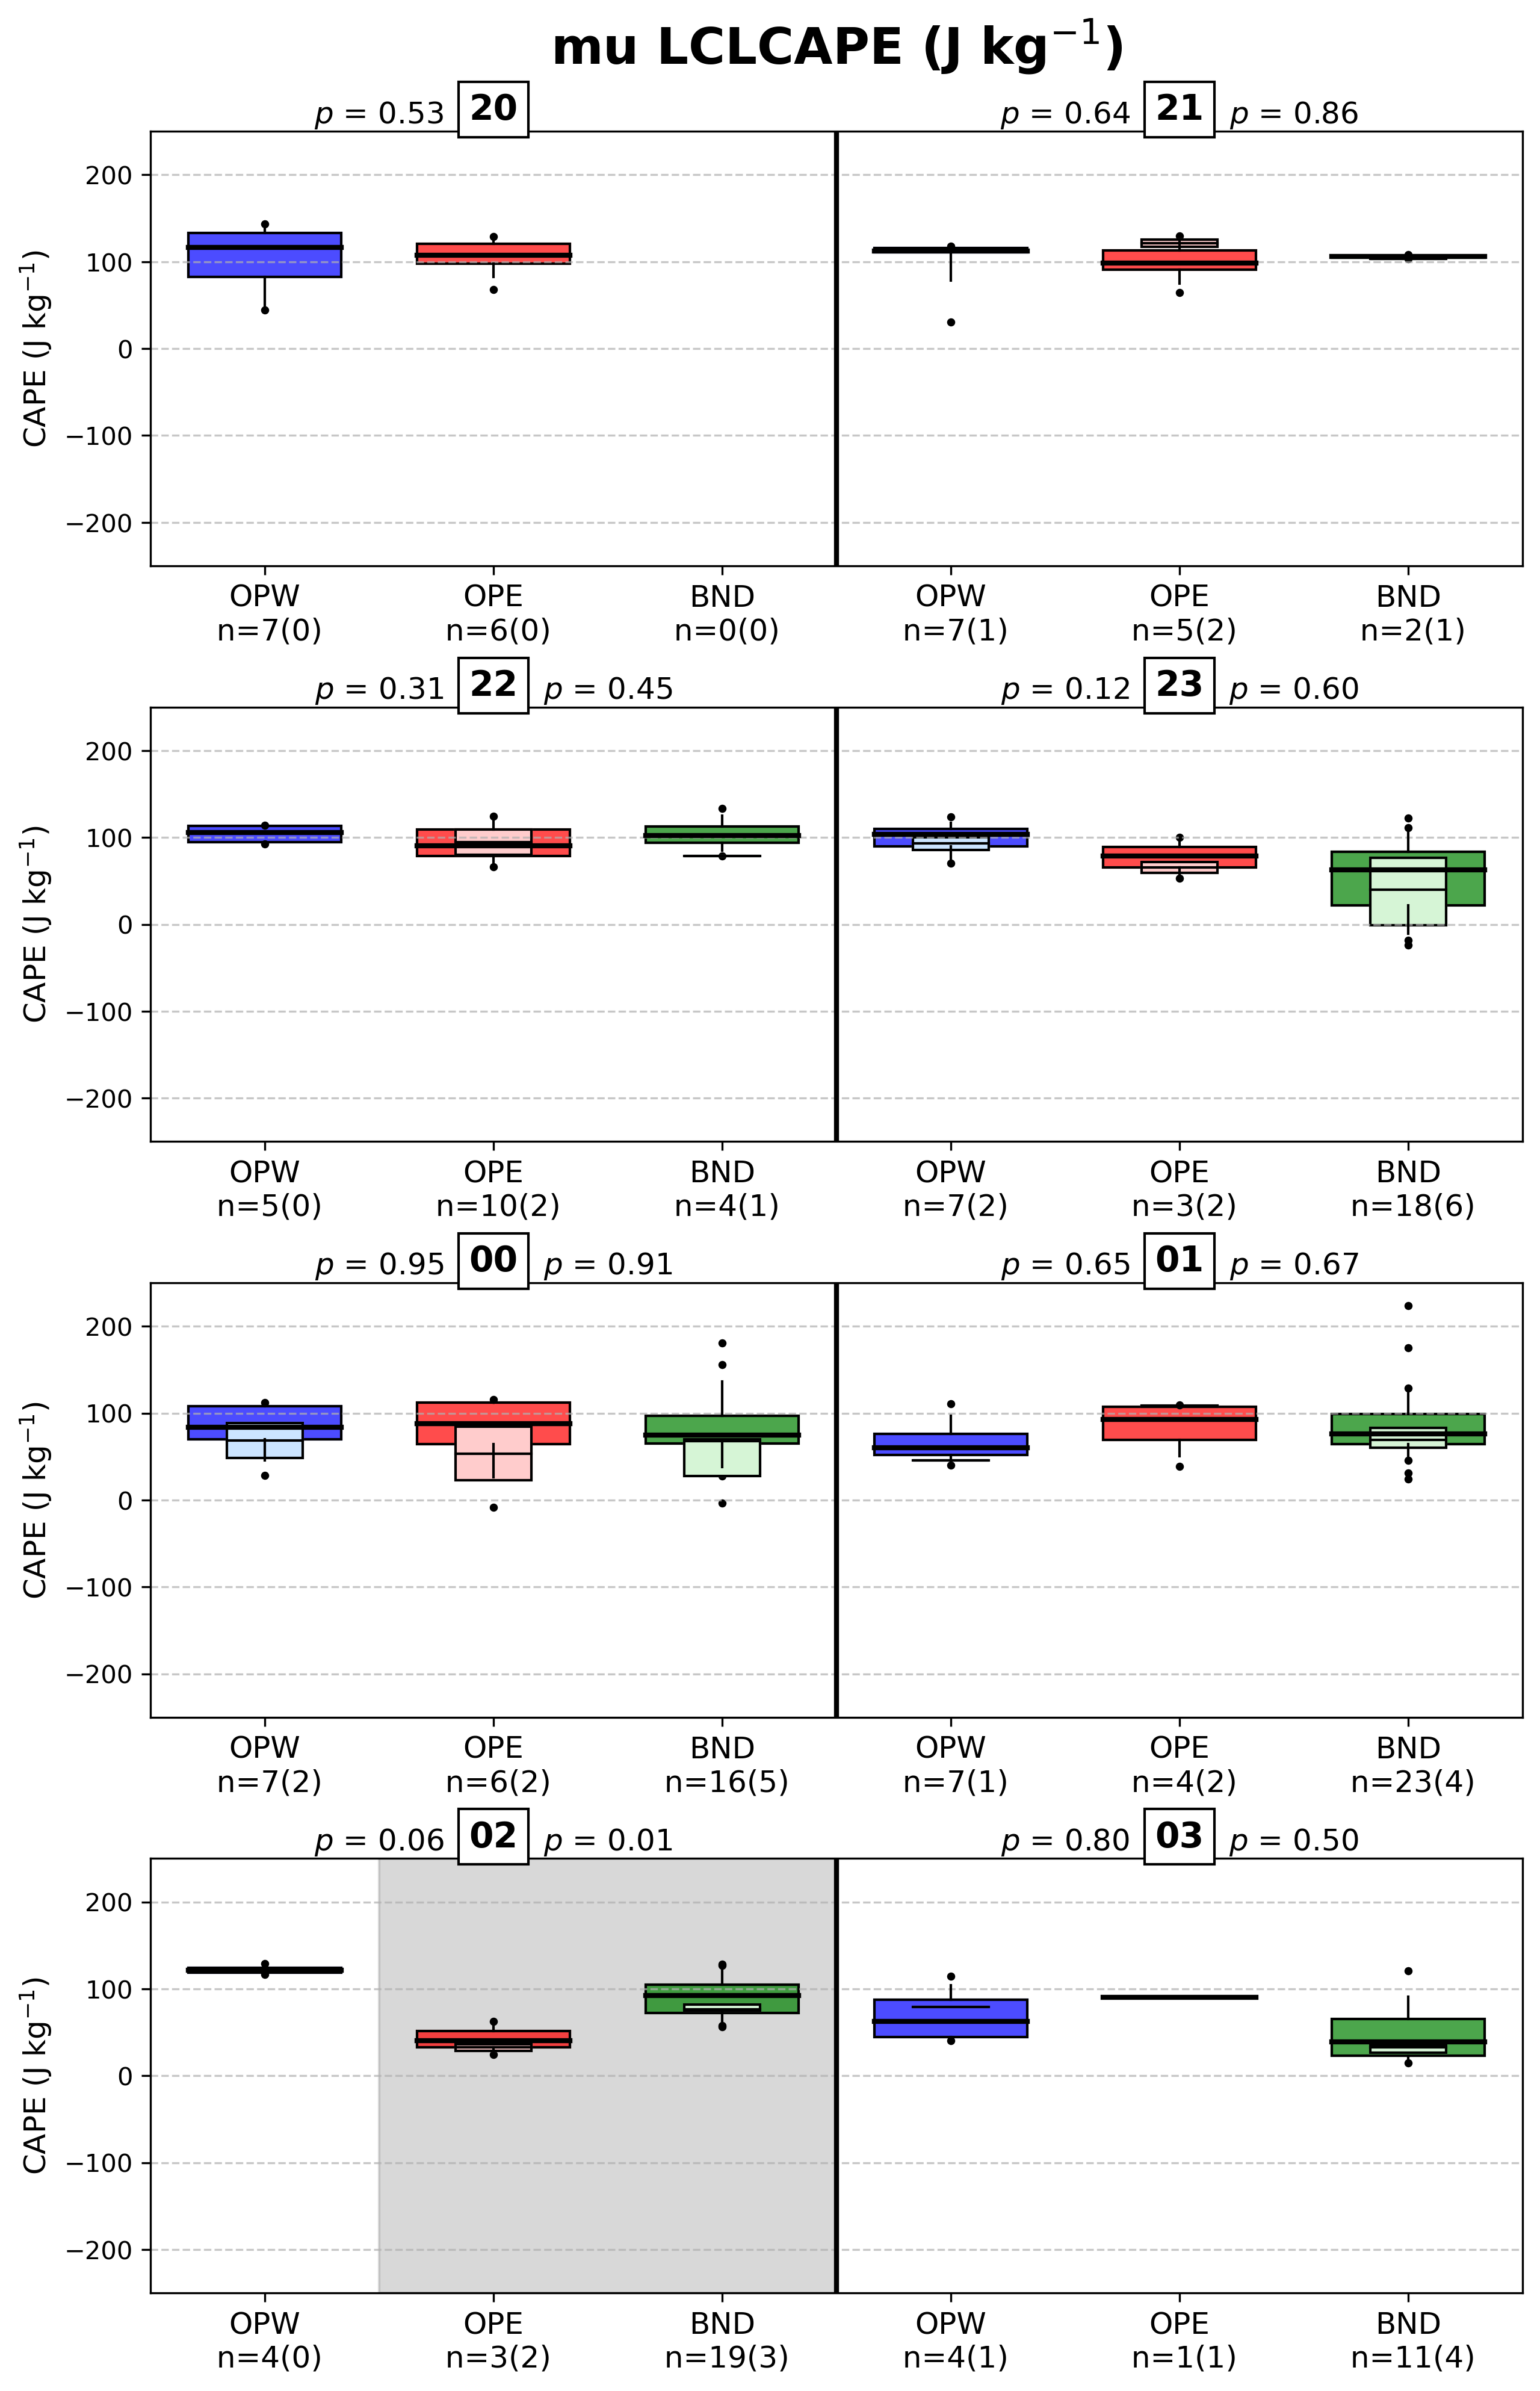 mu LCLCAPE (J kg⁻¹)
p = 0.53 20
p = 0.64 21 p = 0.86
CAPE (J kg⁻¹)
200
100
0
−100
−200
OPW OPE BND OPW OPE BND
n=7(0) n=6(0) n=0(0) n=7(1) n=5(2) n=2(1)
p = 0.31 22 p = 0.45
p = 0.12 23 p = 0.60
CAPE (J kg⁻¹)
200
100
0
−100
−200
OPW OPE BND OPW OPE BND
n=5(0) n=10(2) n=4(1) n=7(2) n=3(2) n=18(6)
p = 0.95 00 p = 0.91
p = 0.65 01 p = 0.67
CAPE (J kg⁻¹)
200
100
0
−100
−200
OPW OPE BND OPW OPE BND
n=7(2) n=6(2) n=16(5) n=7(1) n=4(2) n=23(4)
p = 0.06 02 p = 0.01
p = 0.80 03 p = 0.50
CAPE (J kg⁻¹)
200
100
0
−100
−200
OPW OPE BND OPW OPE BND
n=4(0) n=3(2) n=19(3) n=4(1) n=1(1) n=11(4)